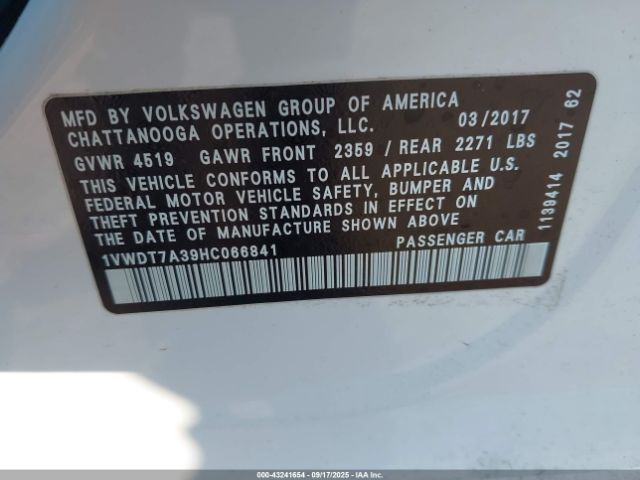 MFD BY VOLKSWAGEN GROUP OF AMERICA
CHATTANOOGA OPERATIONS, LLC. 03/2017
GVWR 4519 GAWR FRONT 2359 / REAR 2271 LBS
THIS VEHICLE CONFORMS TO ALL APPLICABLE U.S.
FEDERAL MOTOR VEHICLE SAFETY, BUMPER AND
THEFT PREVENTION STANDARDS IN EFFECT ON
THE DATE OF MANUFACTURE SHOWN ABOVE
1VWDT7A39HC066841 PASSENGER CAR
1139414 2017 62
000-43241654 - 09/17/2025 - IAAI.COM